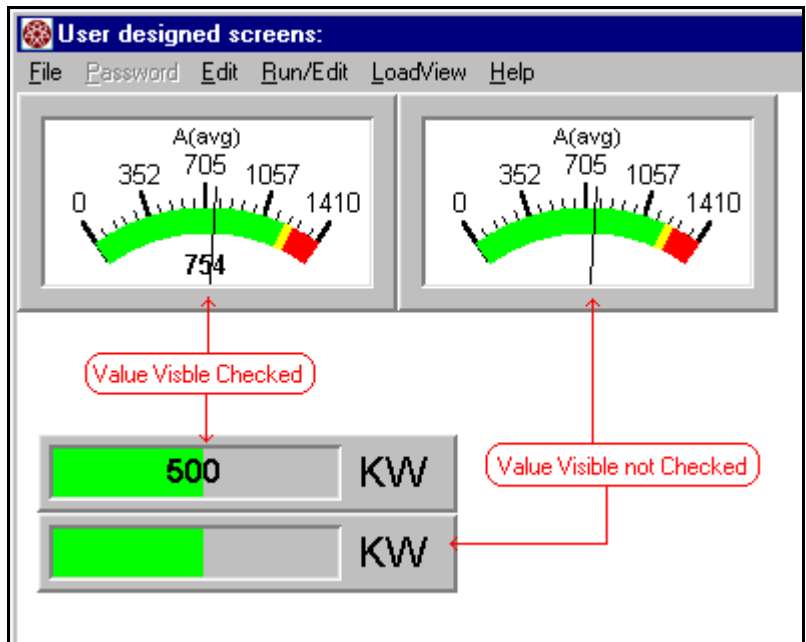 User designed screens:
File Password Edit Run/Edit LoadView Help
A(avg)
0 352 705 1057 1410
754
A(avg)
0 352 705 1057 1410
Value Visble Checked
500 KW
Value Visible not Checked
KW